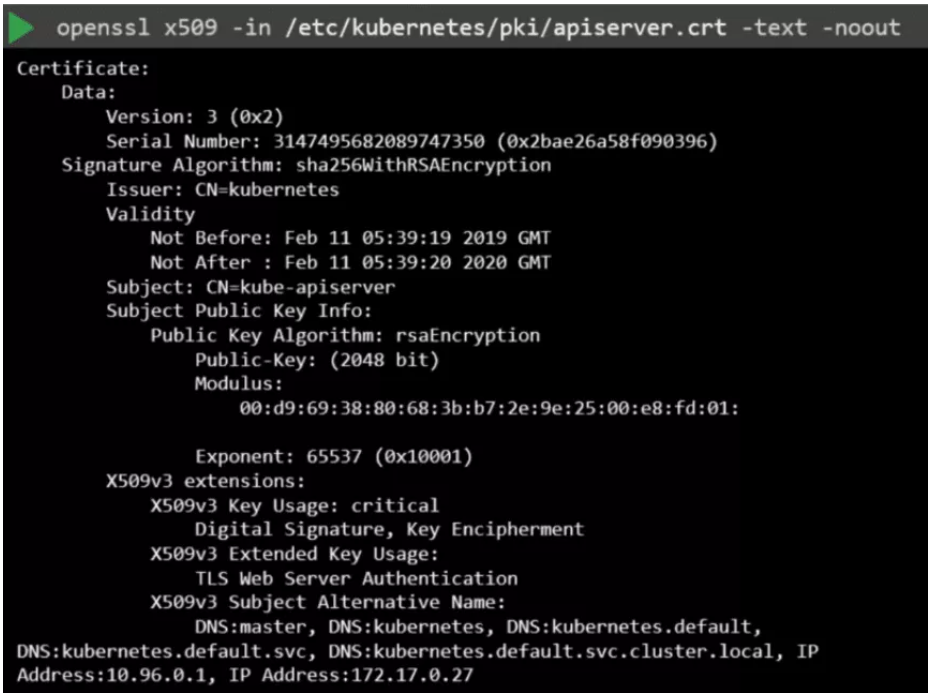 openssl x509 -in /etc/kubernetes/pki/apiserver.crt -text -noout
Certificate:
Data:
Version: 3 (0x2)
Serial Number: 3147495682089747350 (0x2bae26a58f090396)
Signature Algorithm: sha256WithRSAEncryption
Issuer: CN=kubernetes
Validity
Not Before: Feb 11 05:39:19 2019 GMT
Not After : Feb 11 05:39:20 2020 GMT
Subject: CN=kube-apiserver
Subject Public Key Info:
Public Key Algorithm: rsaEncryption
Public-Key: (2048 bit)
Modulus:
00:d9:69:38:80:68:3b:b7:2e:9e:25:00:e8:fd:01:
Exponent: 65537 (0x10001)
X509v3 extensions:
X509v3 Key Usage: critical
Digital Signature, Key Encipherment
X509v3 Extended Key Usage:
TLS Web Server Authentication
X509v3 Subject Alternative Name:
DNS:master, DNS:kubernetes, DNS:kubernetes.default,
DNS:kubernetes.default.svc, DNS:kubernetes.default.svc.cluster.local, IP
Address:10.96.0.1, IP Address:172.17.0.27